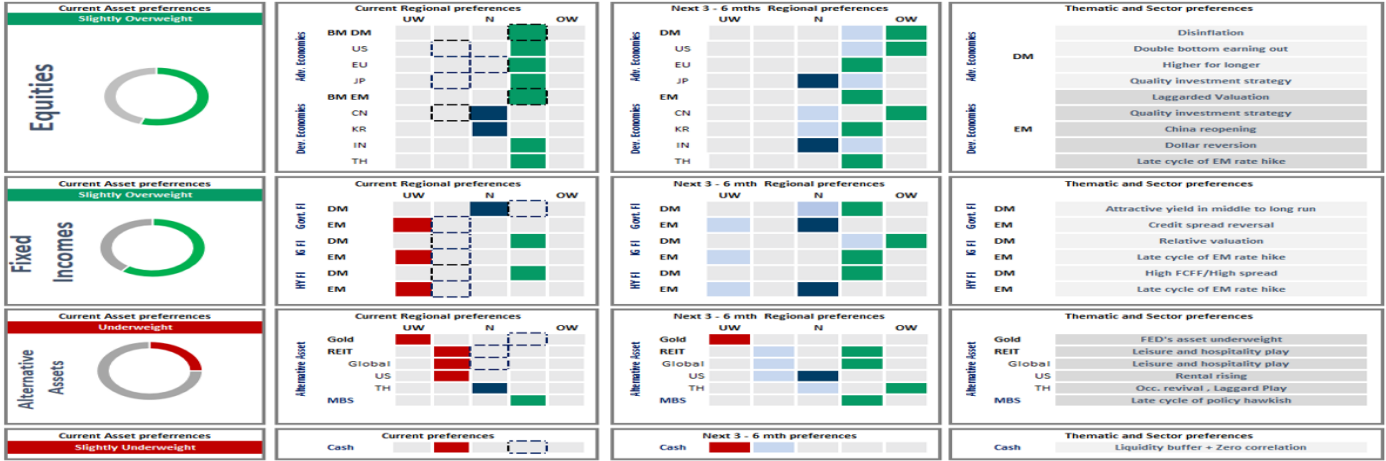 Current Asset preferrences
Slightly Overweight
Equities
Current Regional preferences
UW N OW
Adv. Economies
BM DM
US
EU
JP
BM EM
Dev. Economies
CN
KR
IN
TH
Next 3 - 6 mths Regional preferences
UW N OW
Adv. Economies
DM
US
EU
JP
EM
Dev. Economies
CN
KR
IN
TH
Thematic and Sector preferences
Adv. Economies
DM
Disinflation
Double bottom earning out
Higher for longer
Quality investment strategy
Dev. Economies
EM
Laggarded Valuation
Quality investment strategy
China reopening
Dollar reversion
Late cycle of EM rate hike
Current Asset preferrences
Slightly Overweight
Fixed
Incomes
Current Regional preferences
UW N OW
Govt. FI
DM
EM
IG FI
DM
EM
HY FI
DM
EM
Next 3 - 6 mth Regional preferences
UW N OW
Govt. FI
DM
EM
IG FI
DM
EM
HY FI
DM
EM
Thematic and Sector preferences
Govt. FI
DM Attractive yield in middle to long run
EM Credit spread reversal
IG FI
DM Relative valuation
EM Late cycle of EM rate hike
HY FI
DM High FCFF/High spread
EM Late cycle of EM rate hike
Current Asset preferrences
Underweight
Alternative
Assets
Current Regional preferences
UW N OW
Alternative Asset
Gold
REIT
Global
US
TH
MBS
Next 3 - 6 mth Regional preferences
UW N OW
Alternative Asset
Gold
REIT
Global
US
TH
MBS
Thematic and Sector preferences
Alternative Asset
Gold FED's asset underweight
REIT Leisure and hospitality play
Global Leisure and hospitality play
US Rental rising
TH Occ. revival , Laggard Play
MBS Late cycle of policy hawkish
Current Asset preferrences
Slightly Underweight
Current preferences
Cash
Next 3 - 6 mth preferences
Cash
Thematic and Sector preferences
Cash Liquidity buffer + Zero correlation